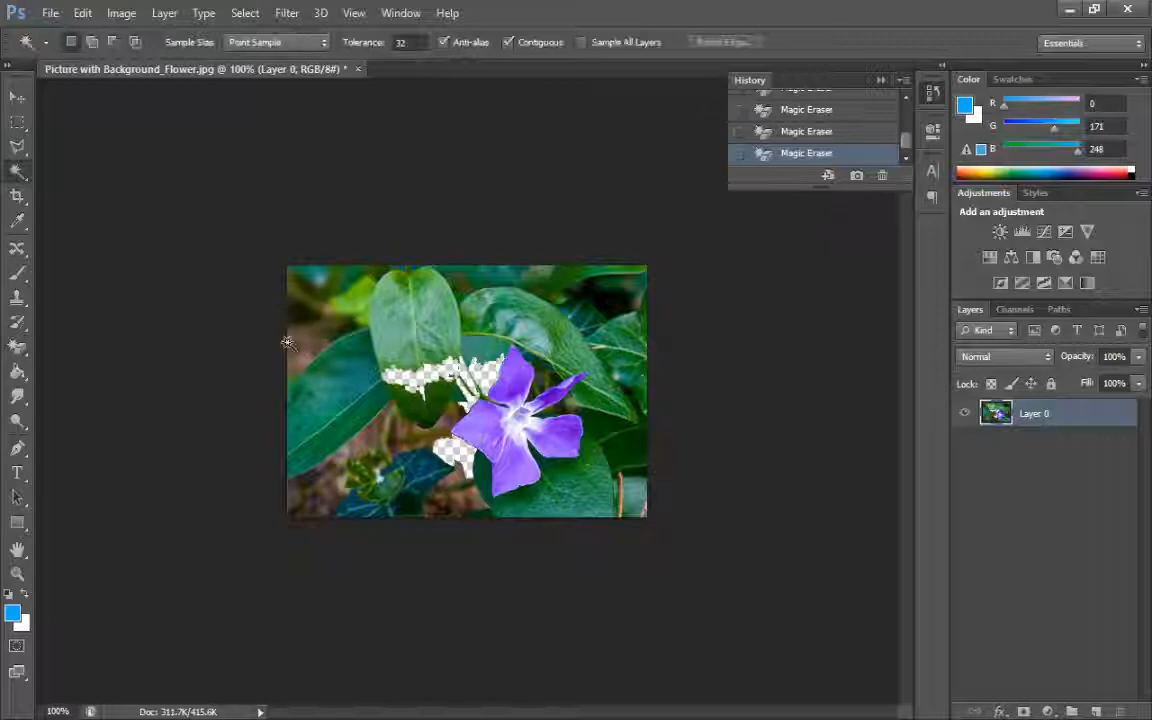 Ps File Edit Image Layer Type Select Filter 3D View Window Help
Sample Size: Point Sample Tolerance: 32 Anti-alias Contiguous Sample All Layers Essentials
Picture with Background_Flower.jpg @ 100% (Layer 0, RGB/8#) * ×
History
Magic Eraser
Magic Eraser
Magic Eraser
Color Swatches
R 0
G 171
B 248
Adjustments Styles
Add an adjustment
Layers Channels Paths
Kind
Normal Opacity: 100%
Lock: Fill: 100%
Layer 0
100% Doc: 311.7K/415.6K